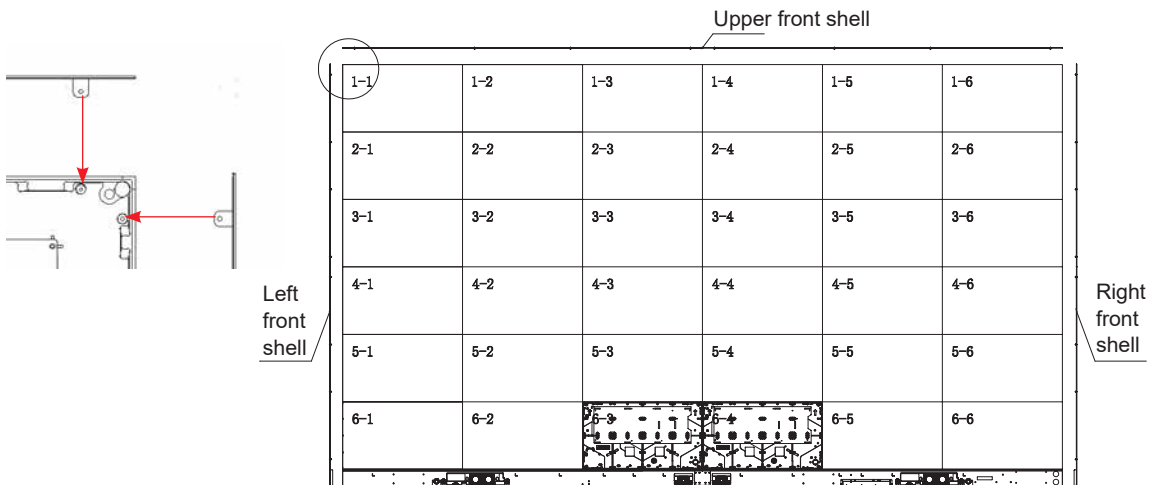 Upper front shell
1-1 1-2 1-3 1-4 1-5 1-6
2-1 2-2 2-3 2-4 2-5 2-6
3-1 3-2 3-3 3-4 3-5 3-6
4-1 4-2 4-3 4-4 4-5 4-6
Left
front
shell
Right
front
shell
5-1 5-2 5-3 5-4 5-5 5-6
6-1 6-2 6-3 6-4 6-5 6-6